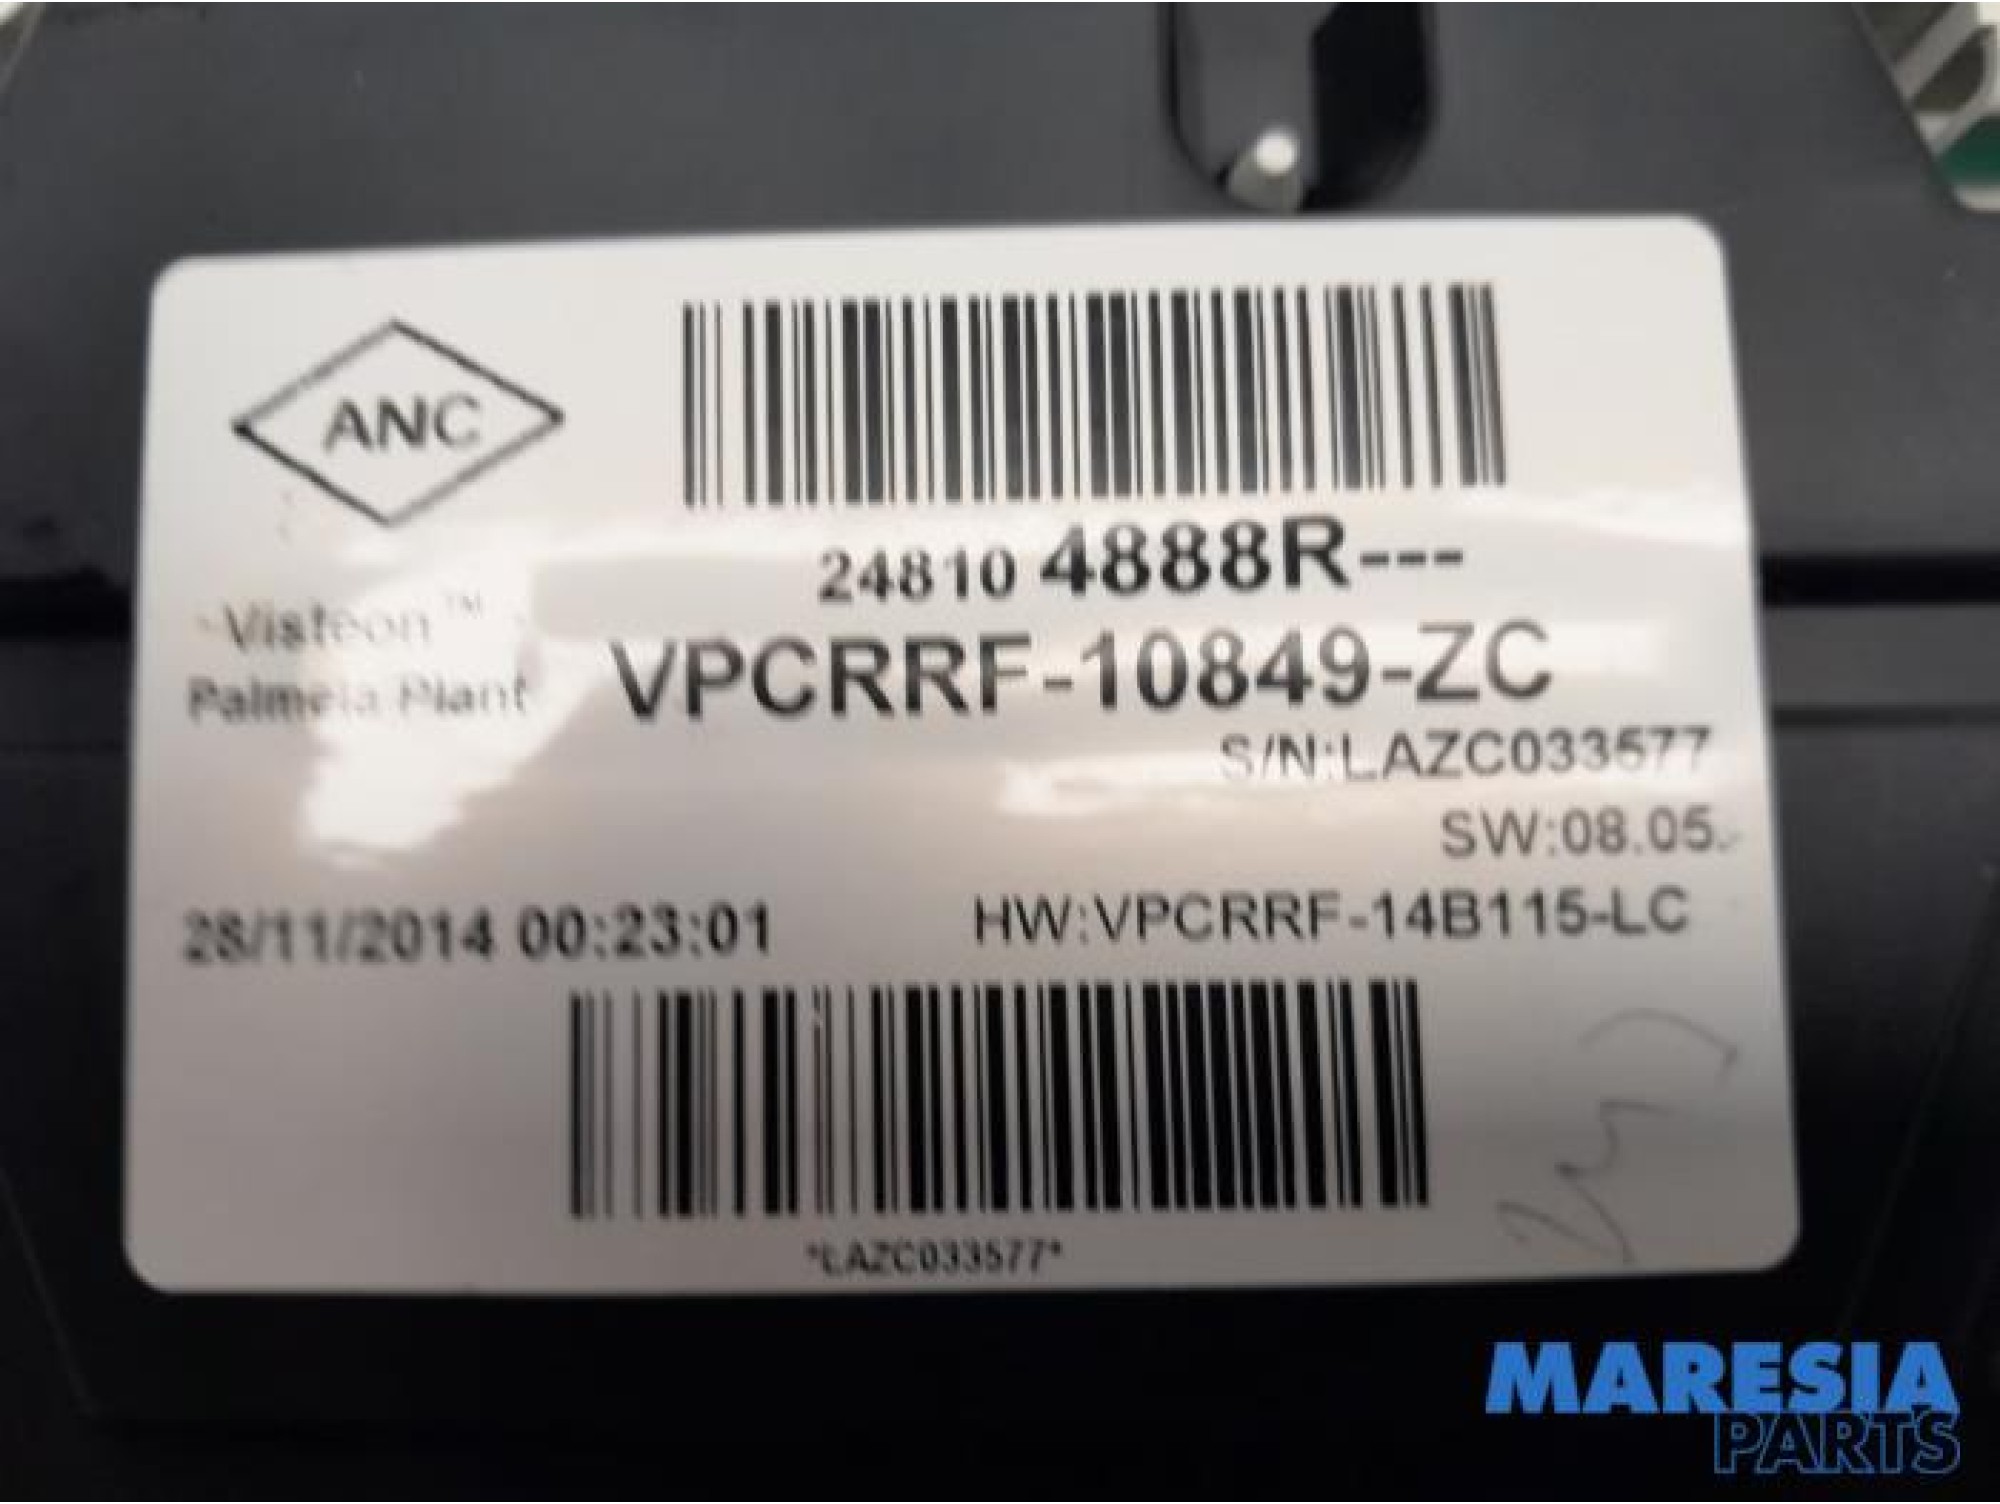 ANC
24810 4888R---
Visteon™
Palmela Plant
VPCRRF-10849-ZC
S/N:LAZC033577
SW:08.05.
28/11/2014 00:23:01
HW:VPCRRF-14B115-LC
*LAZC033577*
MARESIA
PARTS